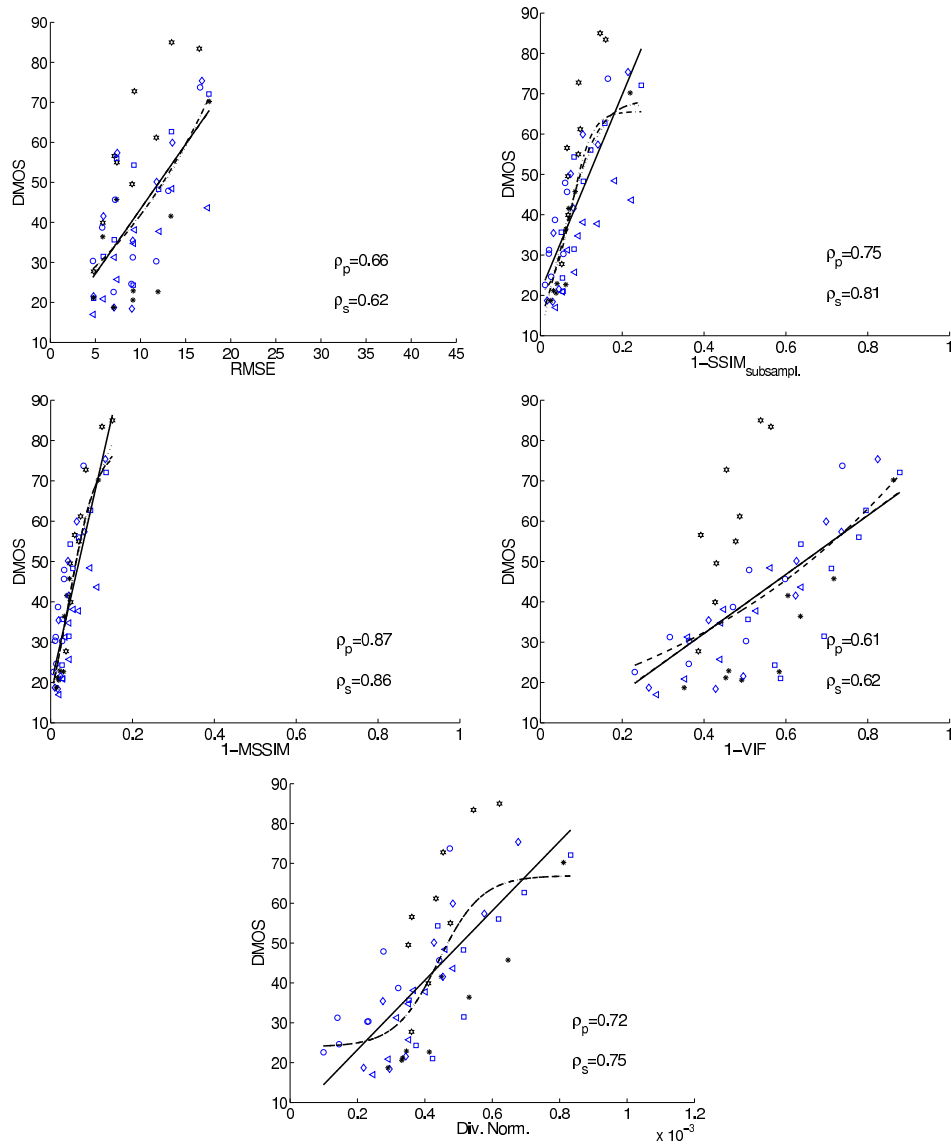 90
80
70
60
50
40
30
20
10
DMOS
0 5 10 15 20 25 30 35 40 45
RMSE
ρp=0.66
ρs=0.62
90
80
70
60
50
40
30
20
10
DMOS
0 0.2 0.4 0.6 0.8 1
1-SSIMsubsampl.
ρp=0.75
ρs=0.81
90
80
70
60
50
40
30
20
10
DMOS
0 0.2 0.4 0.6 0.8 1
1-MSSIM
ρp=0.87
ρs=0.86
90
80
70
60
50
40
30
20
10
DMOS
0 0.2 0.4 0.6 0.8 1
1-VIF
ρp=0.61
ρs=0.62
90
80
70
60
50
40
30
20
10
DMOS
0 0.2 0.4 0.6 0.8 1 1.2
Div. Norm.
x 10⁻³
ρp=0.72
ρs=0.75